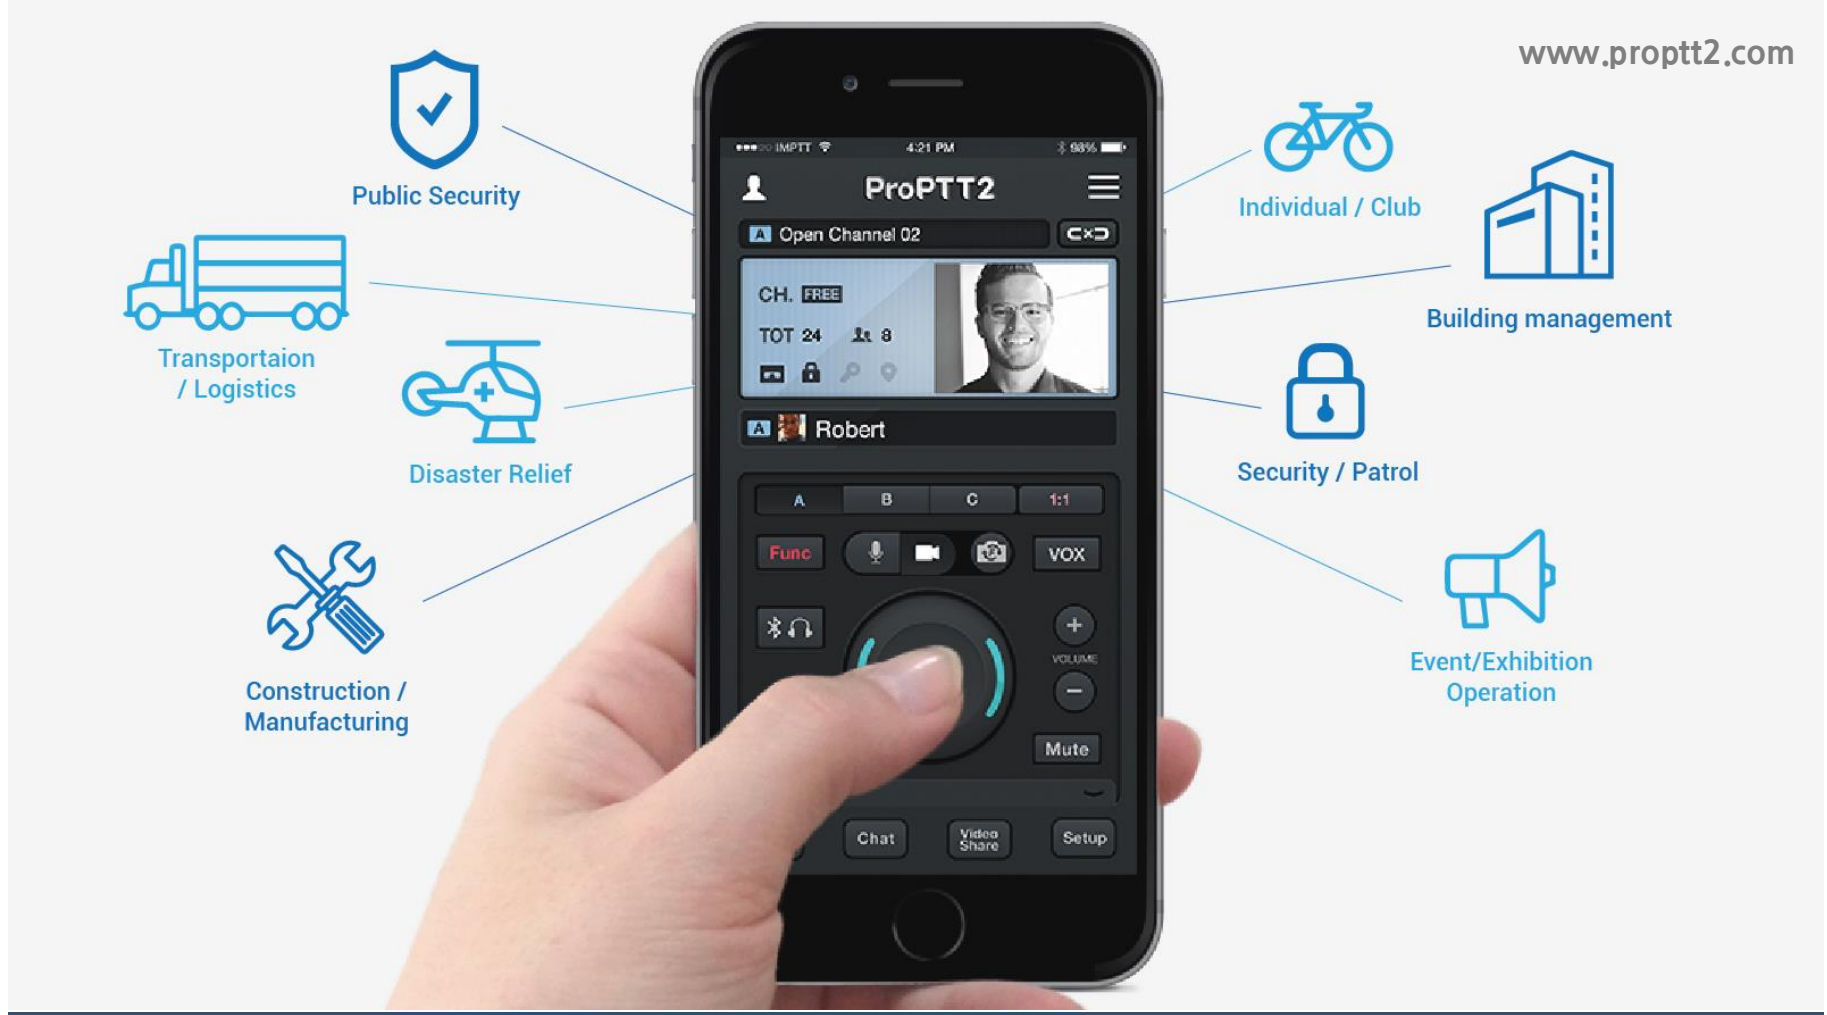 www.proptt2.com
Public Security
Transportaion
/ Logistics
Disaster Relief
Construction /
Manufacturing
IMPTT 4:21 PM 98%
ProPTT2
A Open Channel 02
CH. FREE
TOT 24 8
A Robert
A B C 1:1
Func VOX
+
VOLUME
−
Mute
Chat Video Share Setup
Individual / Club
Building management
Security / Patrol
Event/Exhibition
Operation